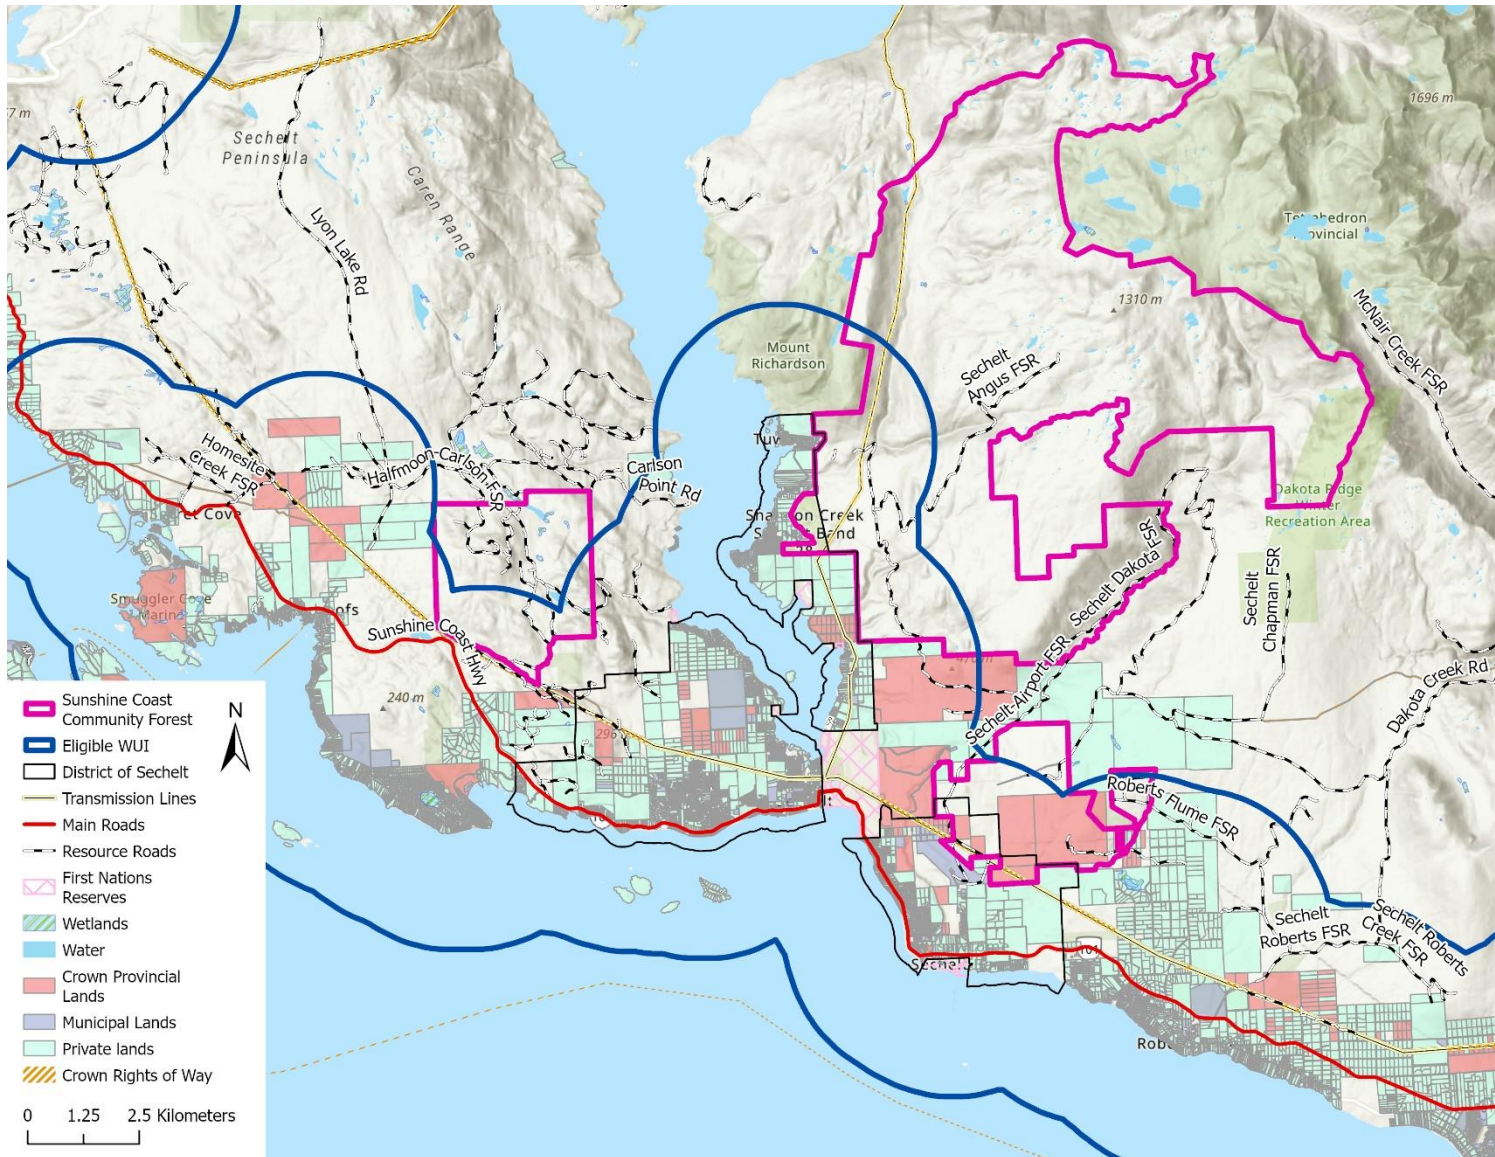 Sechelt
Peninsula
Caren Range
Lyon Lake Rd
1696 m
Provincial
1310 m
McNair Creek FSR
Mount
Richardson
Sechelt
Angus FSR
Homesite
Creek FSR
Halfmoon-Carlson FSR
Carlson
Point Rd
Dakota Ridge
Winter
Recreation Area
Sechelt Dakota FSR
Sechelt
Chapman FSR
Sunshine Coast Hwy
Sechelt-Airport FSR
Dakota Creek Rd
240 m
Roberts Flume FSR
Sechelt
Roberts FSR
Sechelt Roberts
Creek FSR
101
N
Sunshine Coast
Community Forest
Eligible WUI
District of Sechelt
Transmission Lines
Main Roads
Resource Roads
First Nations
Reserves
Wetlands
Water
Crown Provincial
Lands
Municipal Lands
Private lands
Crown Rights of Way
0 1.25 2.5 Kilometers